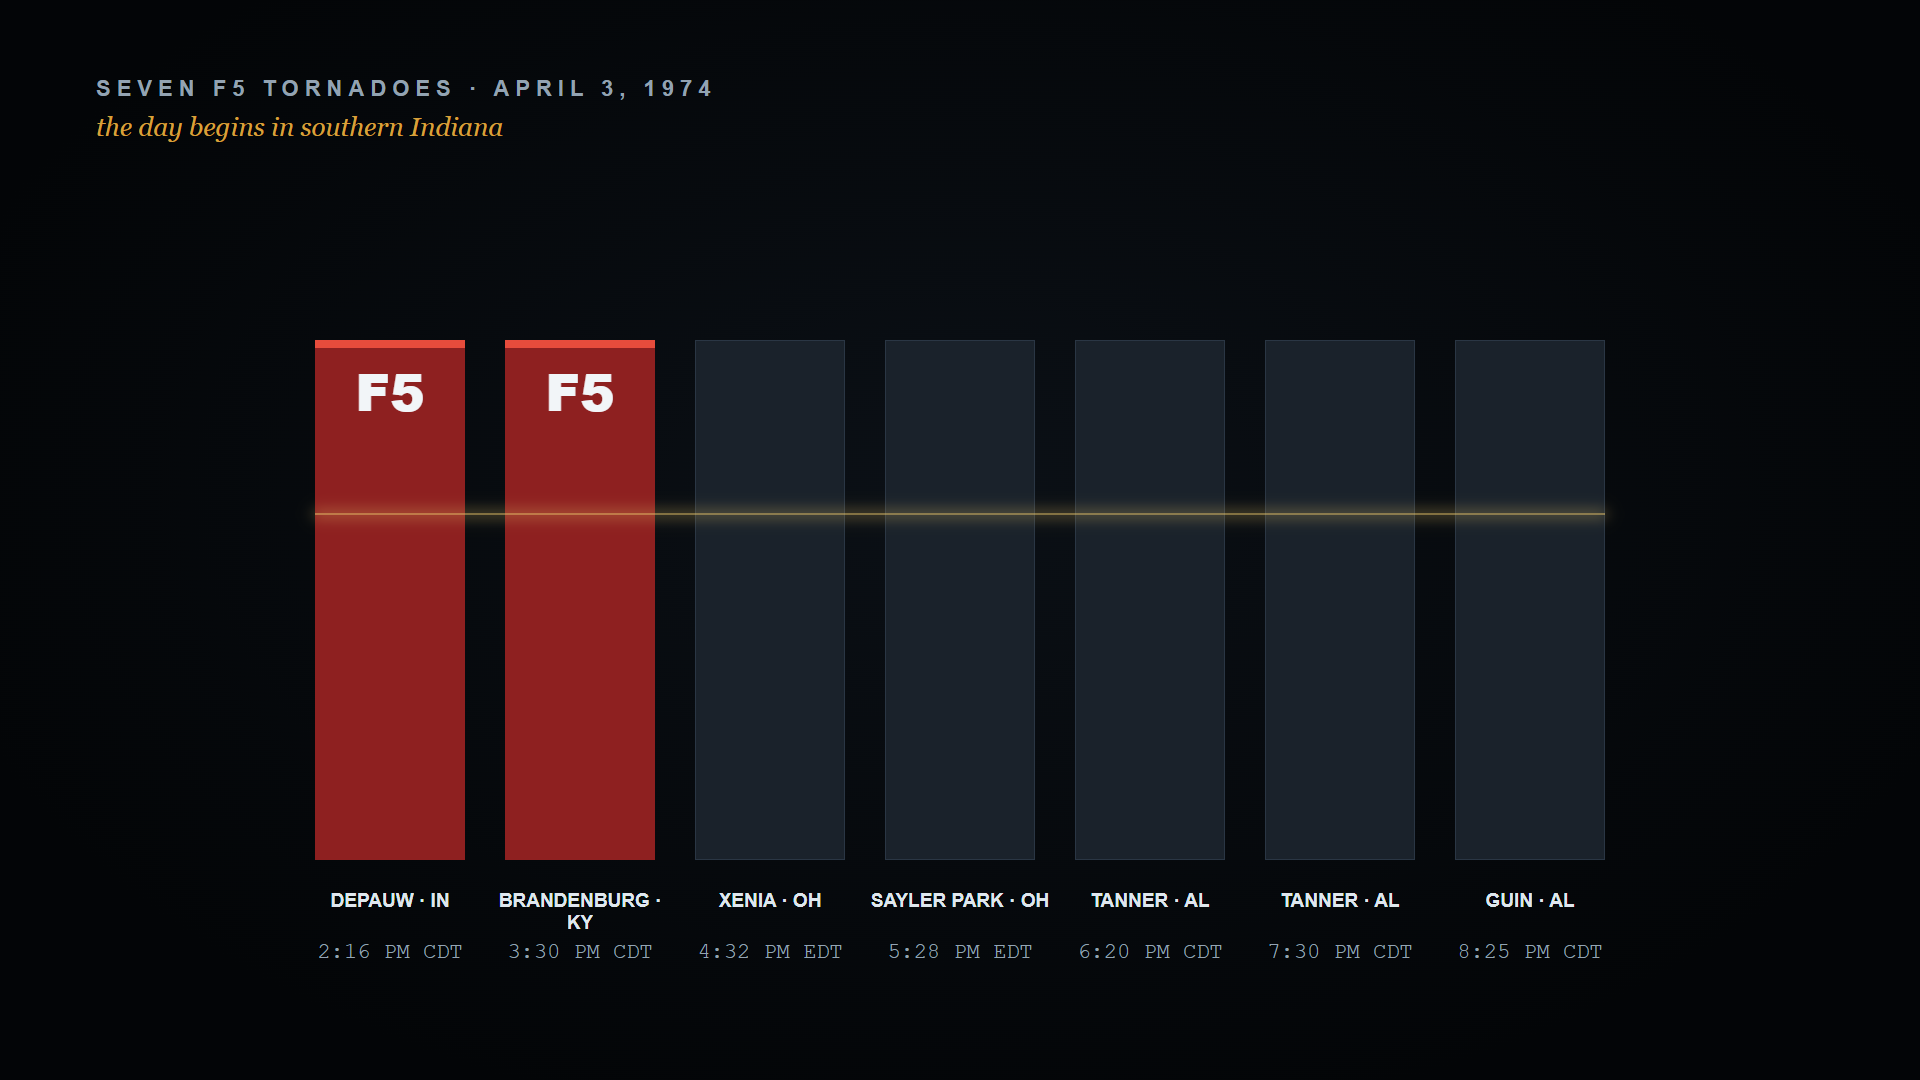 SEVEN F5 TORNADOES · APRIL 3, 1974
the day begins in southern Indiana
F5 F5
DEPAUW · IN BRANDENBURG · XENIA · OH SAYLER PARK · OH TANNER · AL TANNER · AL GUIN · AL
KY
2:16 PM CDT 3:30 PM CDT 4:32 PM EDT 5:28 PM EDT 6:20 PM CDT 7:30 PM CDT 8:25 PM CDT